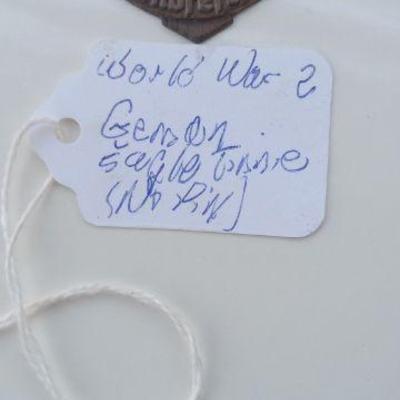 World War 2
German
Eagle
(No Pin)